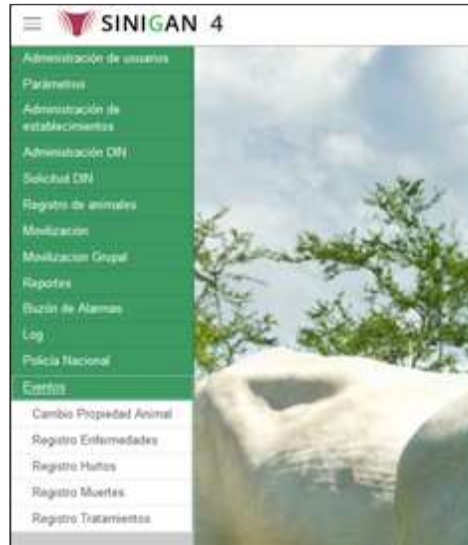 SINIGAN 4
Administración de usuarios
Parámetros
Administración de
establecimientos
Administración DIN
Solicitud DIN
Registro de animales
Movilización
Movilizacion Grupal
Reportes
Buzón de Alarmas
Log
Policía Nacional
Eventos
Cambio Propiedad Animal
Registro Enfermedades
Registro Hurtos
Registro Muertes
Registro Tratamientos